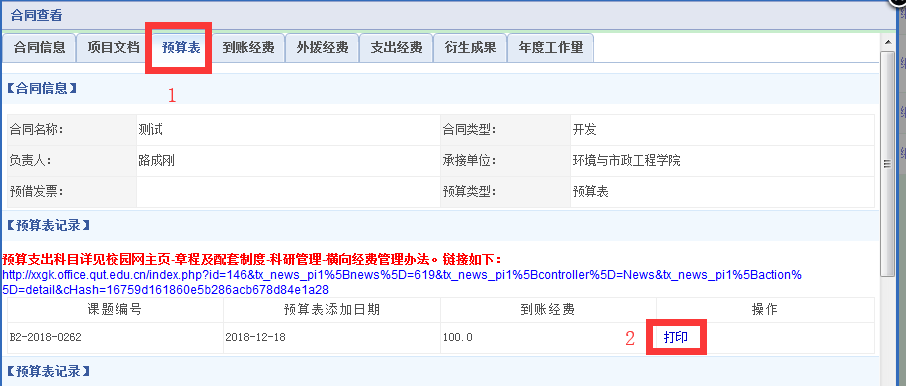 合同查看
合同信息 项目文档 预算表 到账经费 外拨经费 支出经费 衍生成果 年度工作量
1
【合同信息】
合同名称： 测试 合同类型： 开发
负责人： 路成刚 承接单位： 环境与市政工程学院
预借发票： 预算类型： 预算表
【预算表记录】
预算支出科目详见校园网主页-章程及配套制度-科研管理-横向经费管理办法。链接如下：
http://xxgk.office.qut.edu.cn/index.php?id=146&tx_news_pi1%5Bnews%5D=619&tx_news_pi1%5Bcontroller%5D=News&tx_news_pi1%5Baction%
5D=detail&cHash=16759d161860e5b286acb678d84e1a28
课题编号 预算表添加日期 到账经费 操作
B2-2018-0262 2018-12-18 100.0 2 打印
【预算表记录】